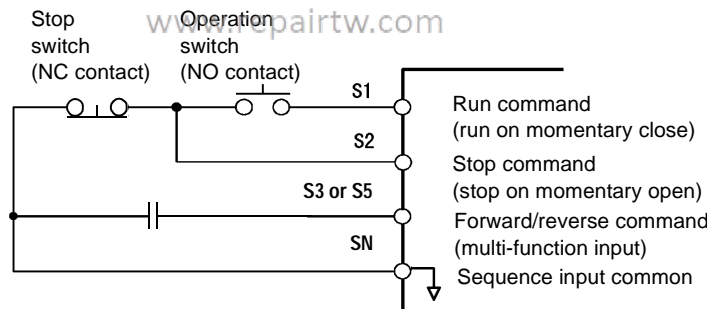 www.repairtw.com
Stop
switch
(NC contact)
Operation
switch
(NO contact)
S1
Run command
(run on momentary close)
S2
Stop command
(stop on momentary open)
S3 or S5
Forward/reverse command
(multi-function input)
SN
Sequence input common